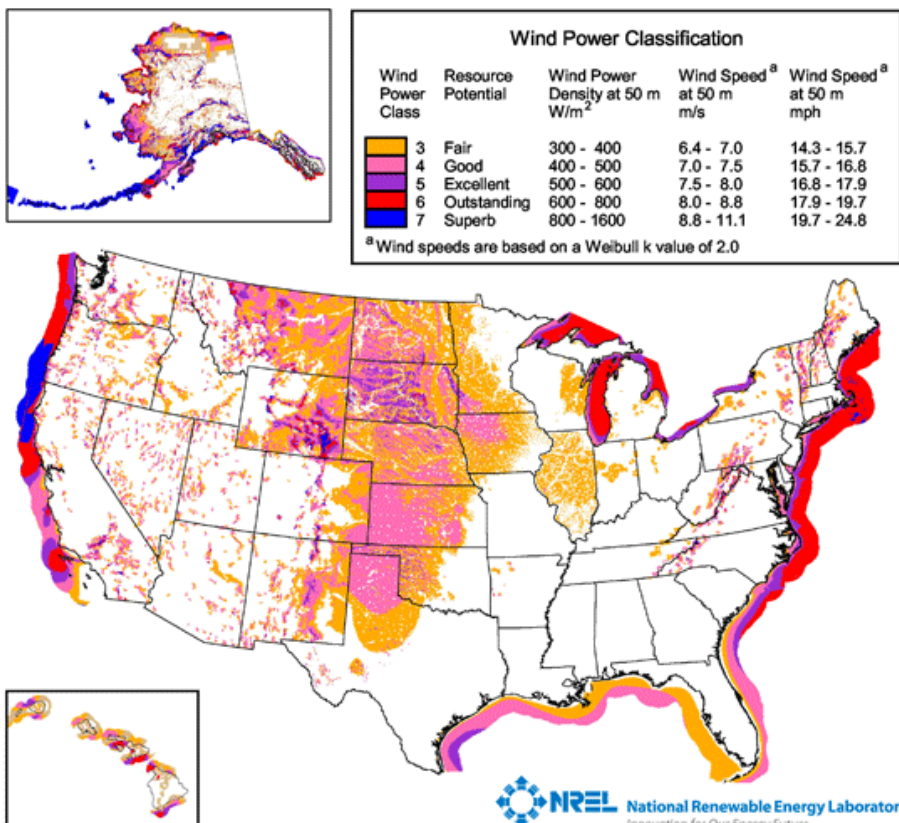 Wind Power Classification
Wind Power Class
Resource Potential
Wind Power Density at 50 m W/m2
Wind Speed a at 50 m m/s
Wind Speed a at 50 m mph
3 Fair 300 - 400 6.4 - 7.0 14.3 - 15.7
4 Good 400 - 500 7.0 - 7.5 15.7 - 16.8
5 Excellent 500 - 600 7.5 - 8.0 16.8 - 17.9
6 Outstanding 600 - 800 8.0 - 8.8 17.9 - 19.7
7 Superb 800 - 1600 8.8 - 11.1 19.7 - 24.8
a Wind speeds are based on a Weibull k value of 2.0
NREL National Renewable Energy Laborator